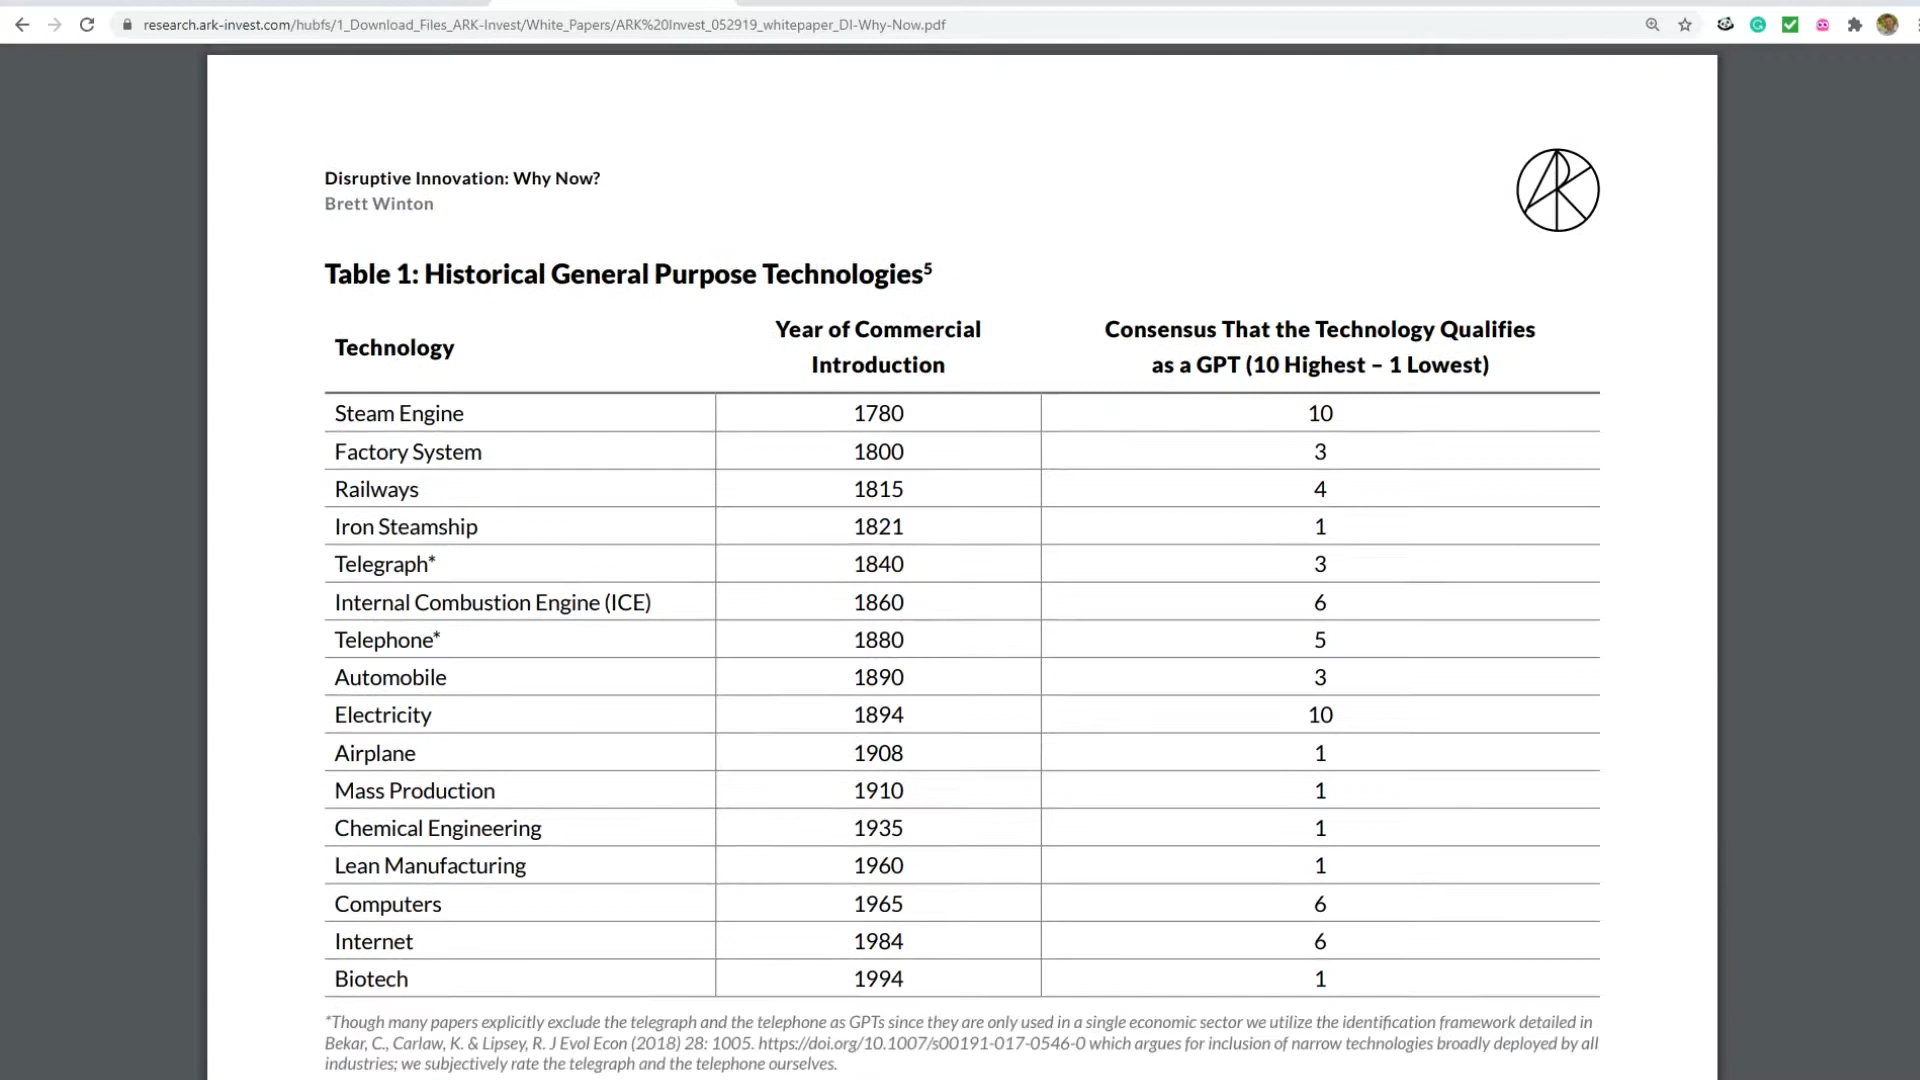 research.ark-invest.com/hubfs/1_Download_Files_ARK-Invest/White_Papers/ARK%20Invest_052919_whitepaper_DI-Why-Now.pdf
Disruptive Innovation: Why Now?
Brett Winton
ARK
Table 1: Historical General Purpose Technologies⁵
Technology
Year of Commercial
Introduction
Consensus That the Technology Qualifies
as a GPT (10 Highest – 1 Lowest)
Steam Engine 1780 10
Factory System 1800 3
Railways 1815 4
Iron Steamship 1821 1
Telegraph* 1840 3
Internal Combustion Engine (ICE) 1860 6
Telephone* 1880 5
Automobile 1890 3
Electricity 1894 10
Airplane 1908 1
Mass Production 1910 1
Chemical Engineering 1935 1
Lean Manufacturing 1960 1
Computers 1965 6
Internet 1984 6
Biotech 1994 1
*Though many papers explicitly exclude the telegraph and the telephone as GPTs since they are only used in a single economic sector we utilize the identification framework detailed in
Bekar, C., Carlaw, K. & Lipsey, R. J Evol Econ (2018) 28: 1005. https://doi.org/10.1007/s00191-017-0546-0 which argues for inclusion of narrow technologies broadly deployed by all
industries; we subjectively rate the telegraph and the telephone ourselves.